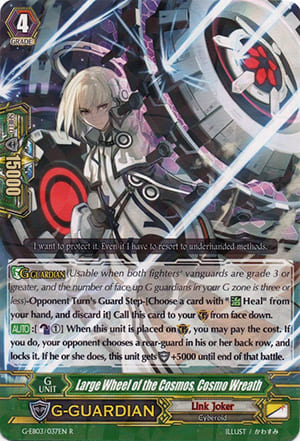 4
GRADE
15000
I want to protect it. Even if I have to resort to underhanded methods.
G GUARDIAN Usable when both fighters' vanguards are grade 3 or
greater, and the number of face up G guardians in your G zone is three or
less)-Opponent Turn's Guard Step-[Choose a card with "Heal" from
your hand, and discard it] Call this card to your from face down.
AUTO: [(1)] When this unit is placed on, you may pay the cost. If
you do, your opponent chooses a rear-guard in his or her back row, and
locks it. If he or she does, this unit gets +5000 until end of that battle.
G
UNIT
Large Wheel of the Cosmos, Cosmo Wreath
G-GUARDIAN
Link Joker
Cyberoid
G-EB03/037EN R
ILLUST / かわすみ